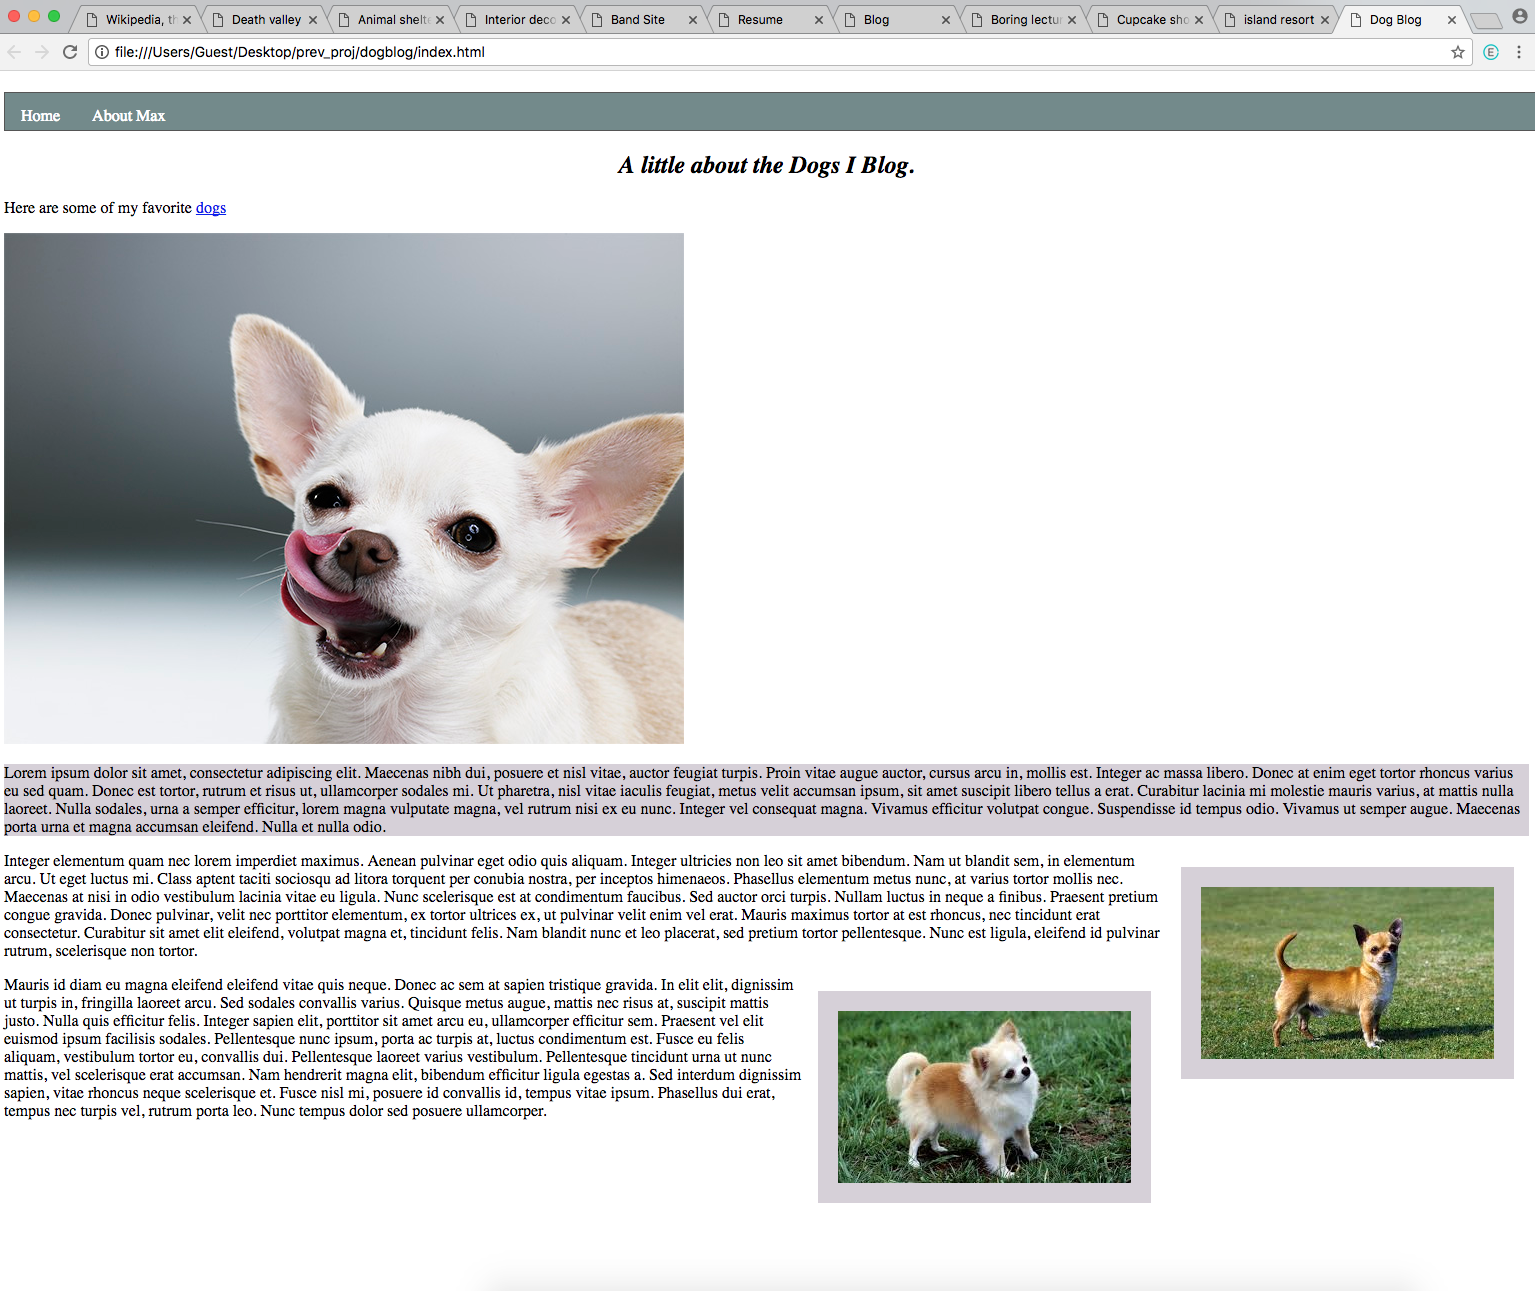 Wikipedia, th
Death valley
Animal shelte
Interior deco
Band Site
Resume
Blog
Boring lectur
Cupcake sho
island resort
Dog Blog
file:///Users/Guest/Desktop/prev_proj/dogblog/index.html
E
Home About Max
A little about the Dogs I Blog.
Here are some of my favorite dogs
Lorem ipsum dolor sit amet, consectetur adipiscing elit. Maecenas nibh dui, posuere et nisl vitae, auctor feugiat turpis. Proin vitae augue auctor, cursus arcu in, mollis est. Integer ac massa libero. Donec at enim eget tortor rhoncus varius
eu sed quam. Donec est tortor, rutrum et risus ut, ullamcorper sodales mi. Ut pharetra, nisl vitae iaculis feugiat, metus velit accumsan ipsum, sit amet suscipit libero tellus a erat. Curabitur lacinia mi molestie mauris varius, at mattis nulla
laoreet. Nulla sodales, urna a semper efficitur, lorem magna vulputate magna, vel rutrum nisi ex eu nunc. Integer vel consequat magna. Vivamus efficitur volutpat congue. Suspendisse id tempus odio. Vivamus ut semper augue. Maecenas
porta urna et magna accumsan eleifend. Nulla et nulla odio.
Integer elementum quam nec lorem imperdiet maximus. Aenean pulvinar eget odio quis aliquam. Integer ultricies non leo sit amet bibendum. Nam ut blandit sem, in elementum
arcu. Ut eget luctus mi. Class aptent taciti sociosqu ad litora torquent per conubia nostra, per inceptos himenaeos. Phasellus elementum metus nunc, at varius tortor mollis nec.
Maecenas at nisi in odio vestibulum lacinia vitae eu ligula. Nunc scelerisque est at condimentum faucibus. Sed auctor orci turpis. Nullam luctus in neque a finibus. Praesent pretium
congue gravida. Donec pulvinar, velit nec porttitor elementum, ex tortor ultrices ex, ut pulvinar velit enim vel erat. Mauris maximus tortor at est rhoncus, nec tincidunt erat
consectetur. Curabitur sit amet elit eleifend, volutpat magna et, tincidunt felis. Nam blandit nunc et leo placerat, sed pretium tortor pellentesque. Nunc est ligula, eleifend id pulvinar
rutrum, scelerisque non tortor.
Mauris id diam eu magna eleifend eleifend vitae quis neque. Donec ac sem at sapien tristique gravida. In elit elit, dignissim
ut turpis in, fringilla laoreet arcu. Sed sodales convallis varius. Quisque metus augue, mattis nec risus at, suscipit mattis
justo. Nulla quis efficitur felis. Integer sapien elit, porttitor sit amet arcu eu, ullamcorper efficitur sem. Praesent vel elit
euismod ipsum facilisis sodales. Pellentesque nunc ipsum, porta ac turpis at, luctus condimentum est. Fusce eu felis
aliquam, vestibulum tortor eu, convallis dui. Pellentesque laoreet varius vestibulum. Pellentesque tincidunt urna ut nunc
mattis, vel scelerisque erat accumsan. Nam hendrerit magna elit, bibendum efficitur ligula egestas a. Sed interdum dignissim
sapien, vitae rhoncus neque scelerisque et. Fusce nisl mi, posuere id convallis id, tempus vitae ipsum. Phasellus dui erat,
tempus nec turpis vel, rutrum porta leo. Nunc tempus dolor sed posuere ullamcorper.